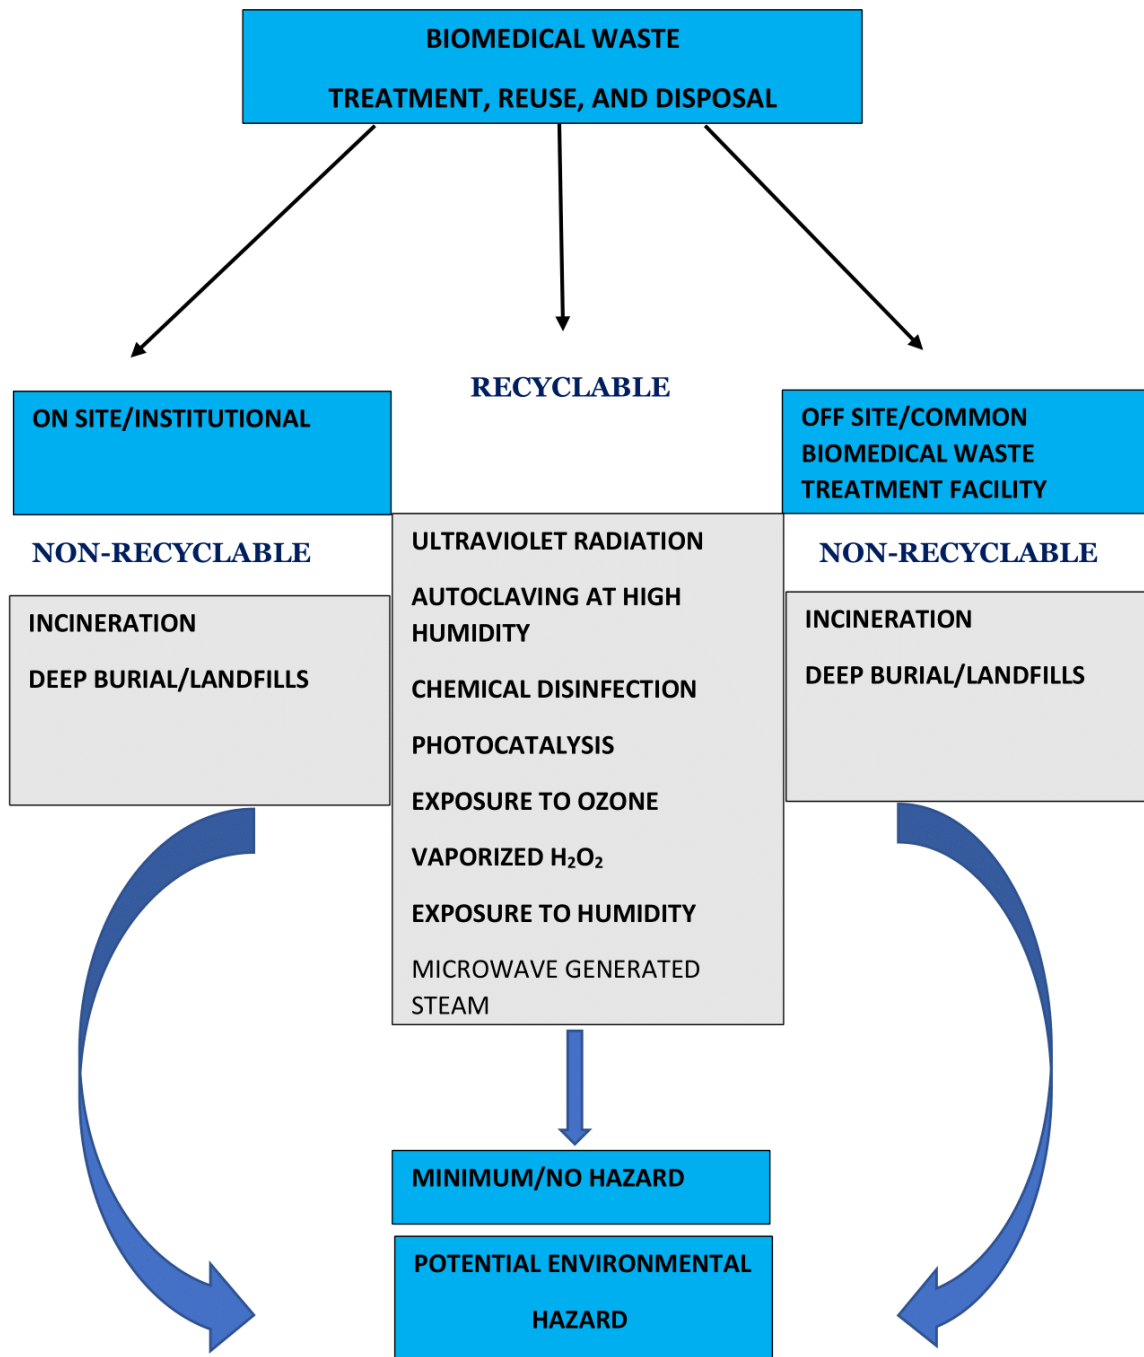 BIOMEDICAL WASTE
TREATMENT, REUSE, AND DISPOSAL
RECYCLABLE
ON SITE/INSTITUTIONAL
OFF SITE/COMMON
BIOMEDICAL WASTE
TREATMENT FACILITY
NON-RECYCLABLE
INCINERATION
DEEP BURIAL/LANDFILLS
ULTRAVIOLET RADIATION
AUTOCLAVING AT HIGH
HUMIDITY
CHEMICAL DISINFECTION
PHOTOCATALYSIS
EXPOSURE TO OZONE
VAPORIZED H₂O₂
EXPOSURE TO HUMIDITY
MICROWAVE GENERATED
STEAM
NON-RECYCLABLE
INCINERATION
DEEP BURIAL/LANDFILLS
MINIMUM/NO HAZARD
POTENTIAL ENVIRONMENTAL
HAZARD